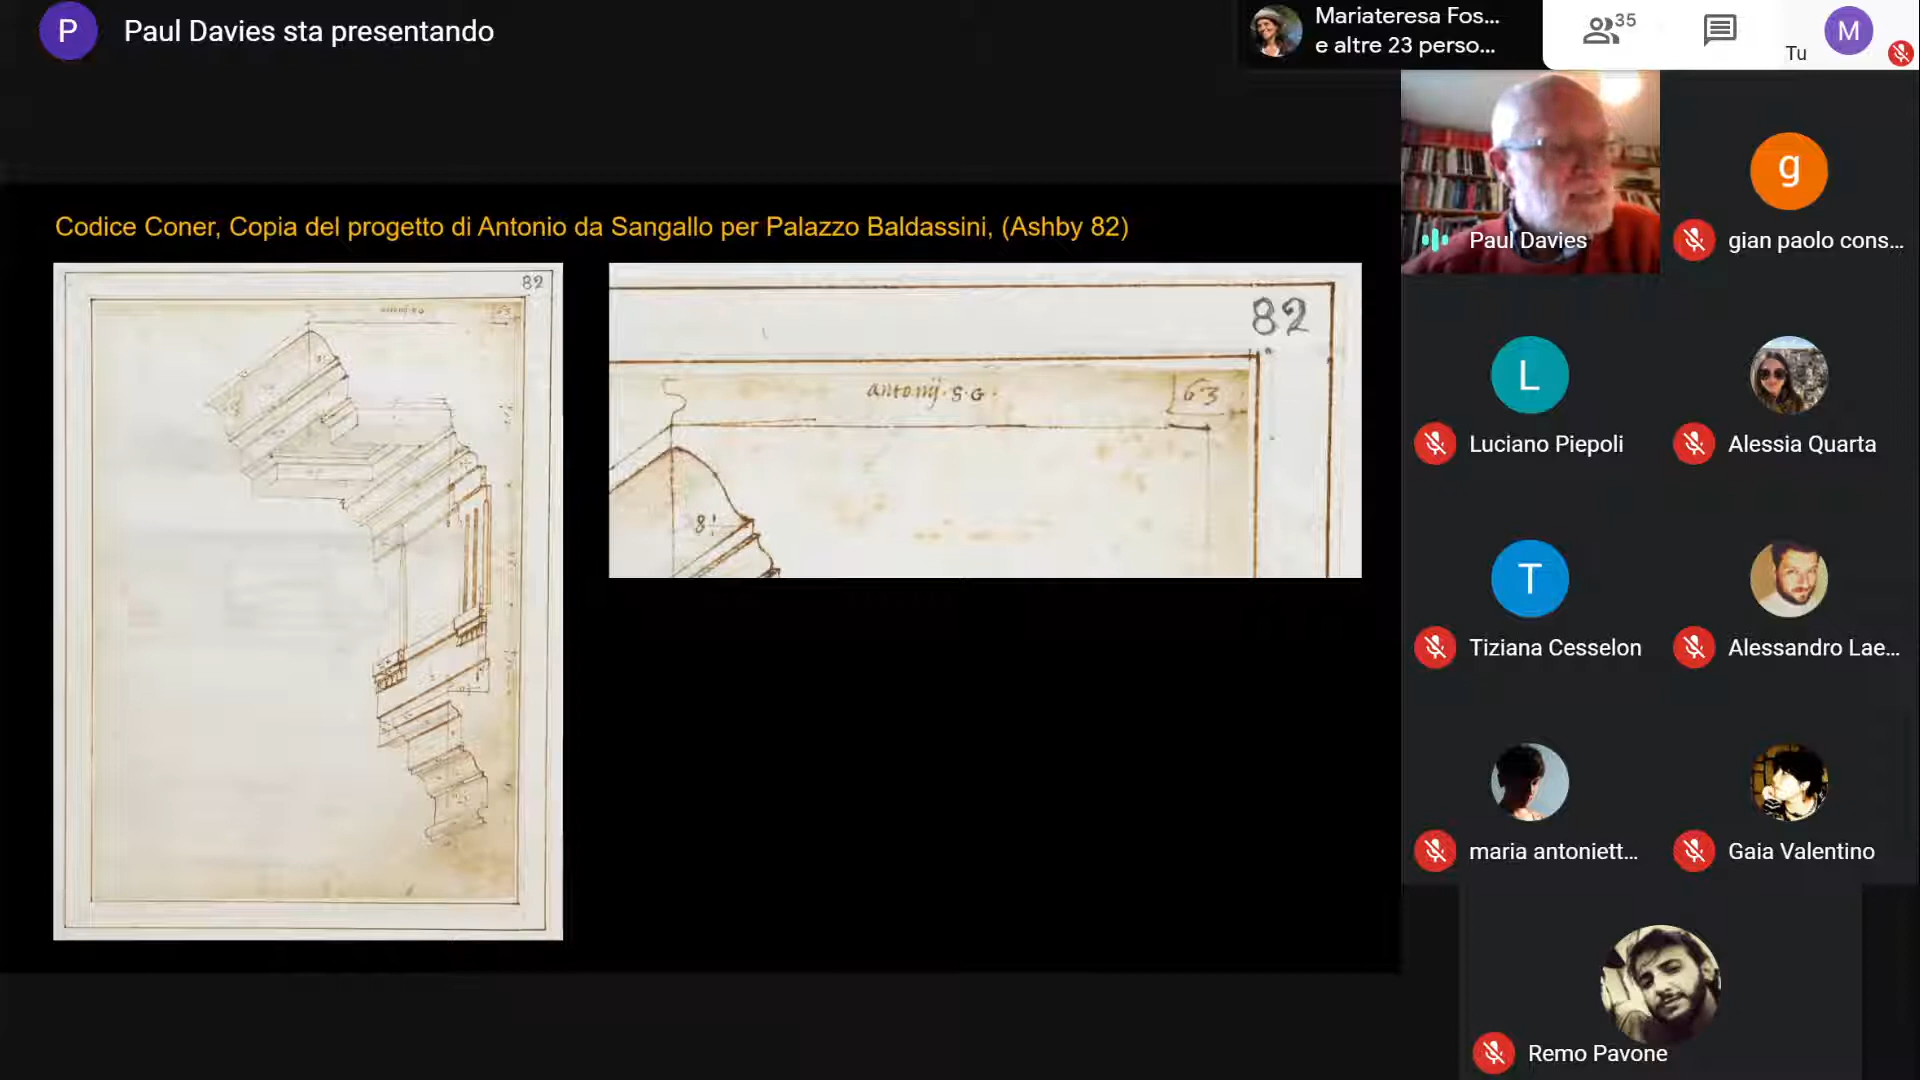 P
Paul Davies sta presentando
Mariateresa Fos...
e altre 23 perso...
35
Tu
M
Codice Coner, Copia del progetto di Antonio da Sangallo per Palazzo Baldassini, (Ashby 82)
82
82
antonij·S·G·
63
8
Paul Davies
g
gian paolo cons...
L
Luciano Piepoli
Alessia Quarta
T
Tiziana Cesselon
Alessandro Lae...
maria antoniett...
Gaia Valentino
Remo Pavone